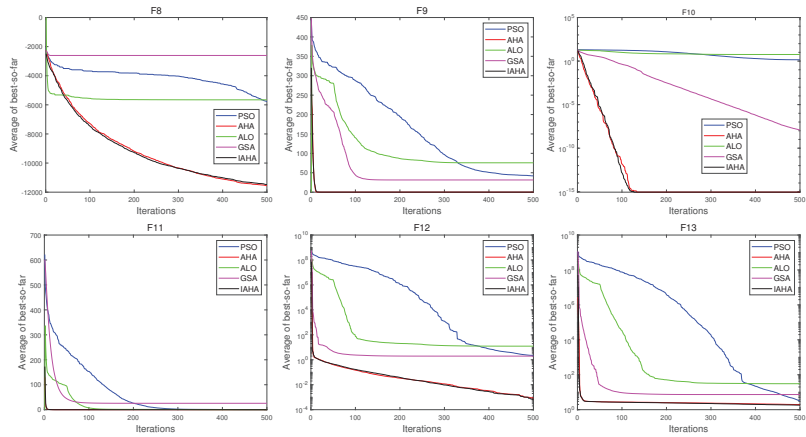 F8
Average of best-so-far
0
-2000
-4000
-6000
-8000
-10000
-12000
PSO
AHA
ALO
GSA
IAHA
0 100 200 300 400 500
Iterations
F9
Average of best-so-far
450
400
350
300
250
200
150
100
50
0
PSO
AHA
ALO
GSA
IAHA
0 100 200 300 400 500
Iterations
F10
Average of best-so-far
10^5
10^0
10^-5
10^-10
10^-15
PSO
AHA
ALO
GSA
IAHA
0 100 200 300 400 500
Iterations
F11
Average of best-so-far
700
600
500
400
300
200
100
0
PSO
AHA
ALO
GSA
IAHA
0 100 200 300 400 500
Iterations
F12
Average of best-so-far
10^10
10^8
10^6
10^4
10^2
10^0
10^-2
10^-4
PSO
AHA
ALO
GSA
IAHA
0 100 200 300 400 500
Iterations
F13
Average of best-so-far
10^10
10^8
10^6
10^4
10^2
10^0
PSO
AHA
ALO
GSA
IAHA
0 100 200 300 400 500
Iterations